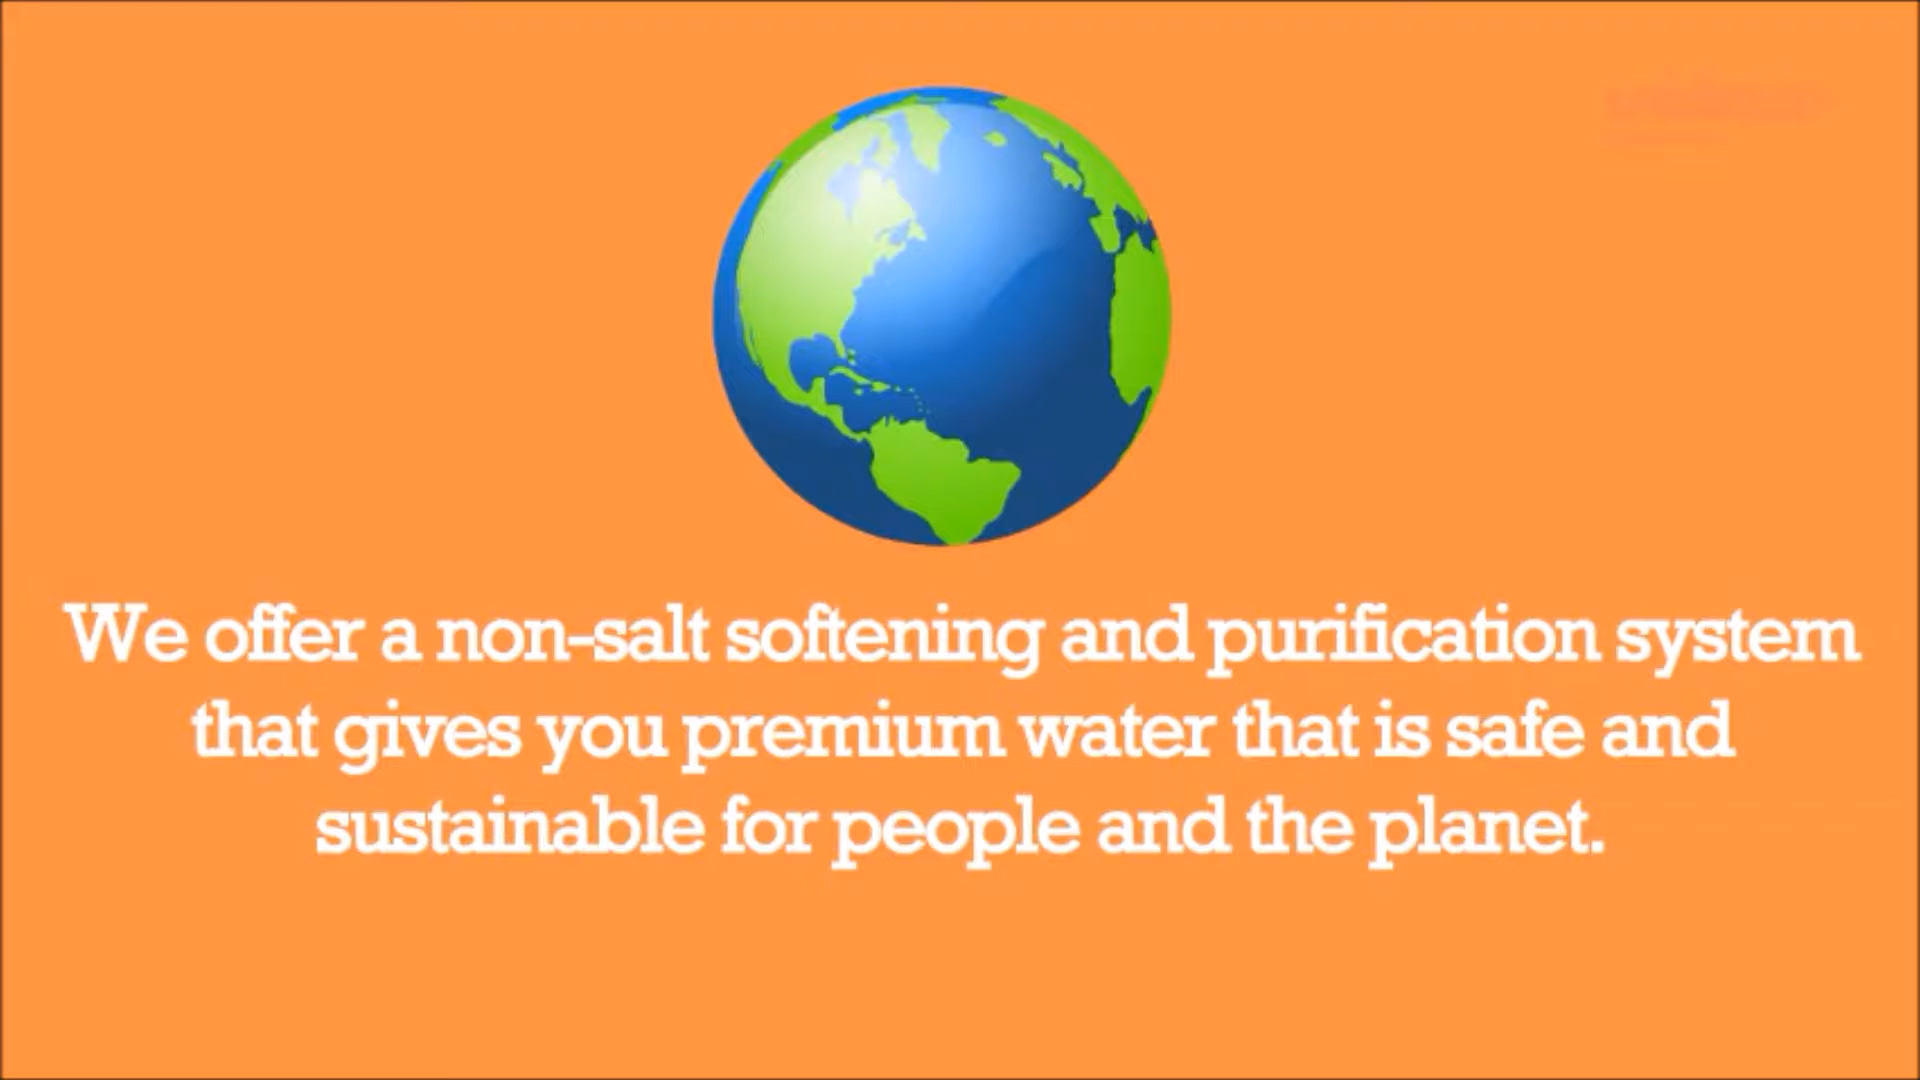 We offer a non-salt softening and purification system
that gives you premium water that is safe and
sustainable for people and the planet.